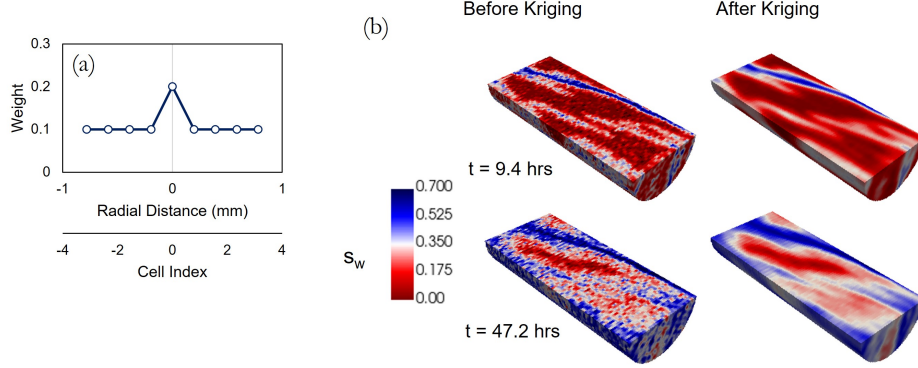 Before Kriging
After Kriging
(b)
(a)
0.3
0.2
0.1
0
Weight
-1
0
1
Radial Distance (mm)
-4
-2
0
2
4
Cell Index
t = 9.4 hrs
0.700
0.525
0.350
0.175
0.00
sw
t = 47.2 hrs